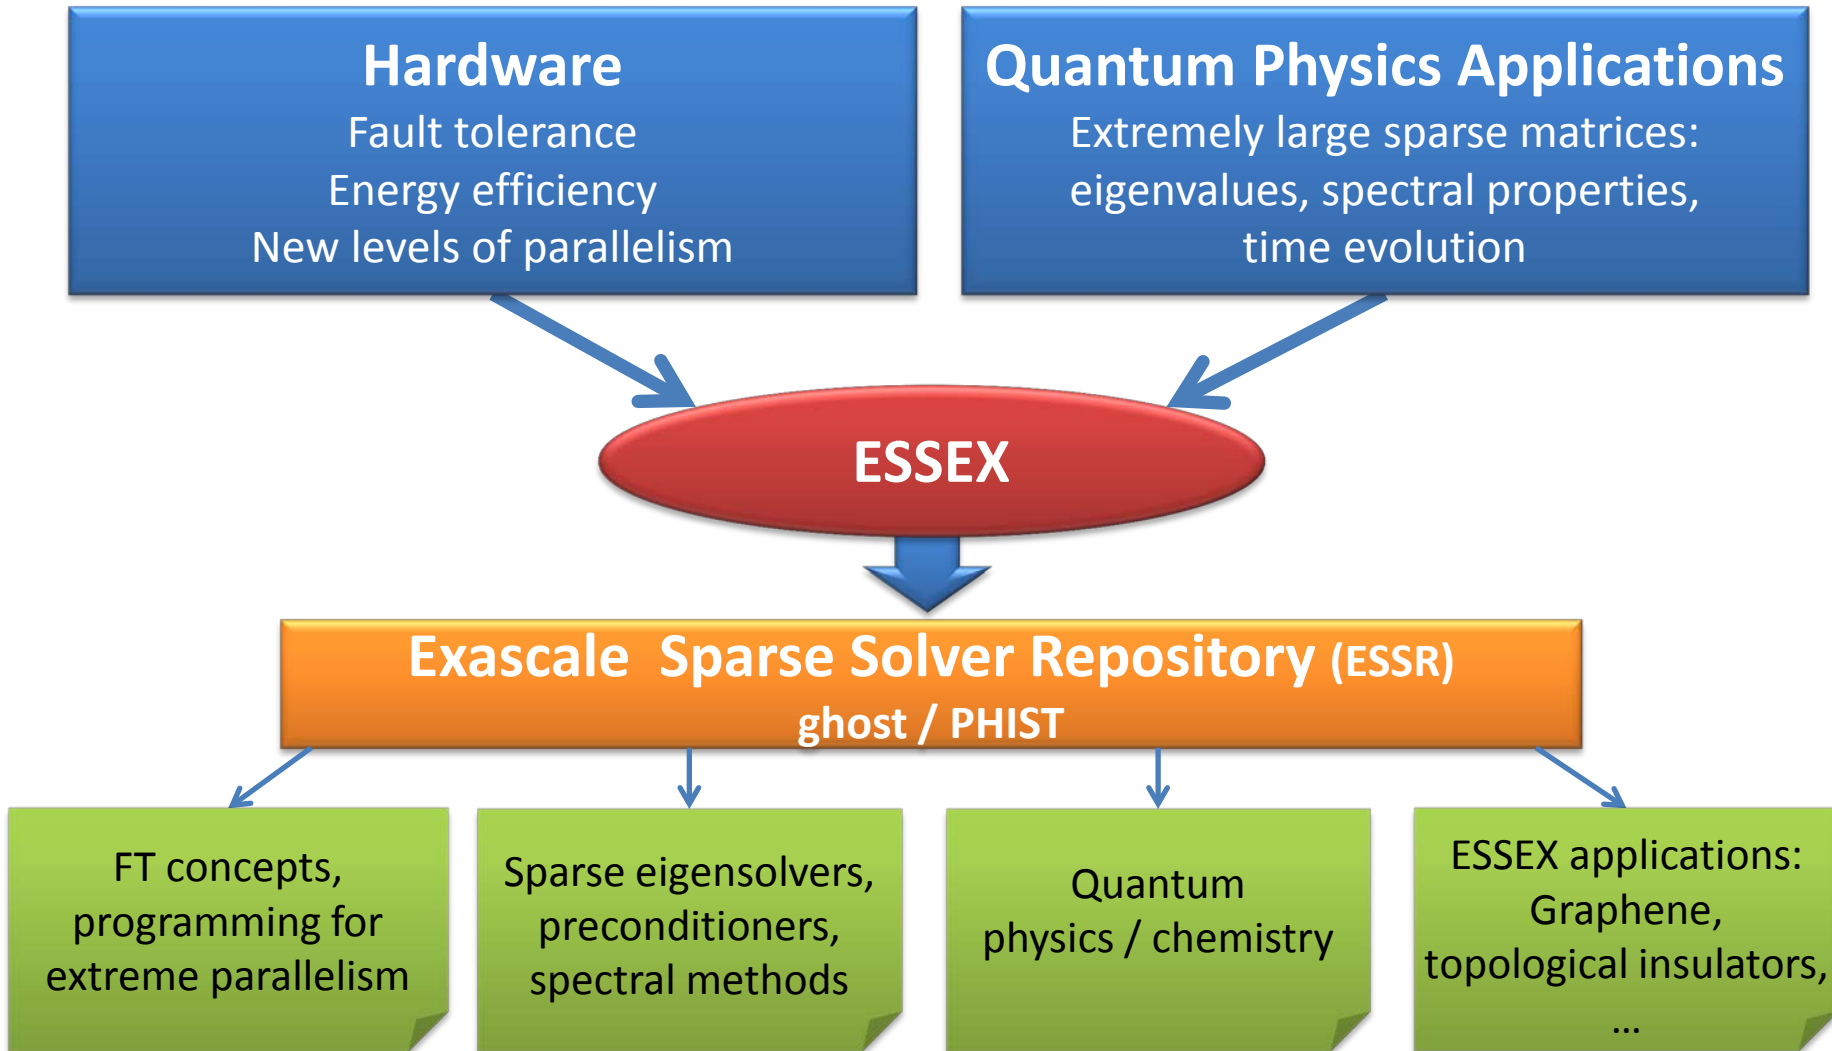 Hardware
Fault tolerance
Energy efficiency
New levels of parallelism
Quantum Physics Applications
Extremely large sparse matrices:
eigenvalues, spectral properties,
time evolution
ESSEX
Exascale Sparse Solver Repository (ESSR)
ghost / PHIST
FT concepts,
programming for
extreme parallelism
Sparse eigensolvers,
preconditioners,
spectral methods
Quantum
physics / chemistry
ESSEX applications:
Graphene,
topological insulators,
...